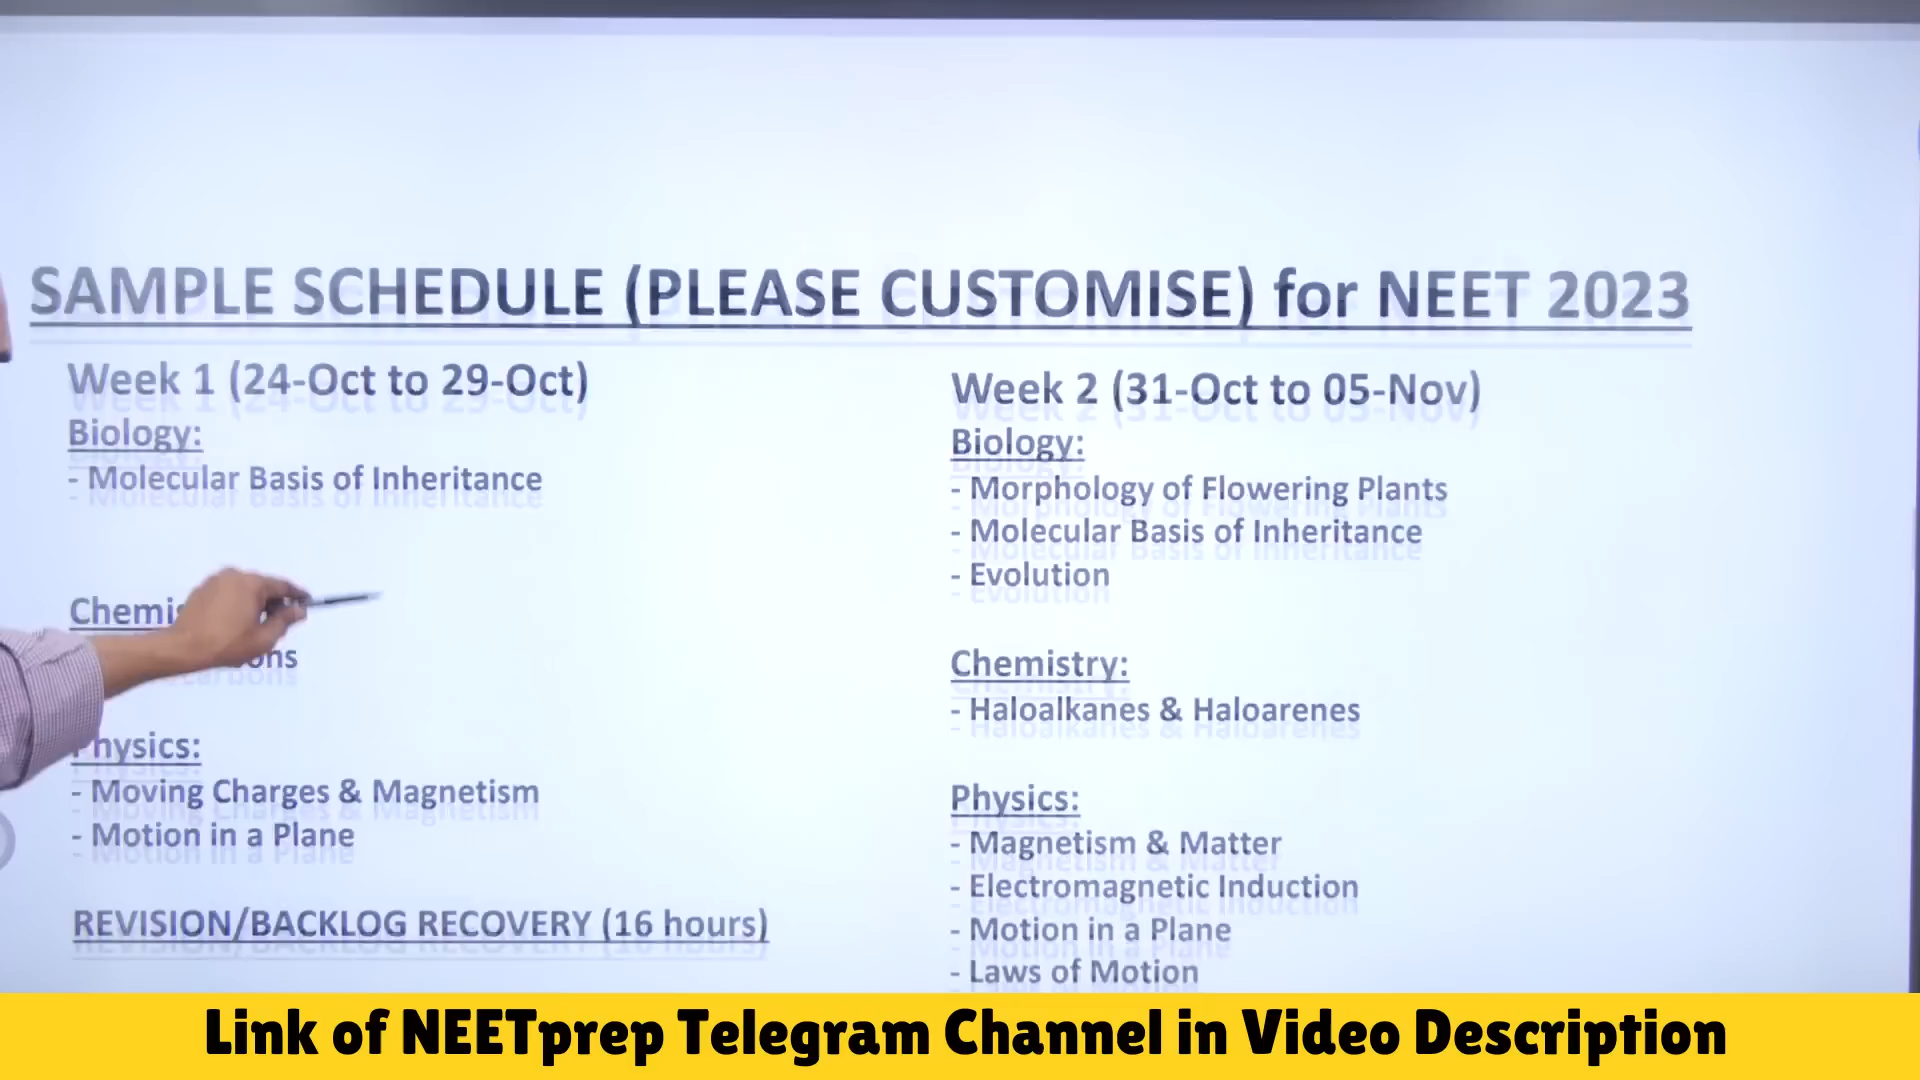 SAMPLE SCHEDULE (PLEASE CUSTOMISE) for NEET 2023
Week 1 (24-Oct to 29-Oct)
Biology:
- Molecular Basis of Inheritance
Physics:
- Moving Charges & Magnetism
- Motion in a Plane
REVISION/BACKLOG RECOVERY (16 hours)
Week 2 (31-Oct to 05-Nov)
Biology:
- Morphology of Flowering Plants
- Molecular Basis of Inheritance
- Evolution
Chemistry:
- Haloalkanes & Haloarenes
Physics:
- Magnetism & Matter
- Electromagnetic Induction
- Motion in a Plane
- Laws of Motion
Link of NEETprep Telegram Channel in Video Description